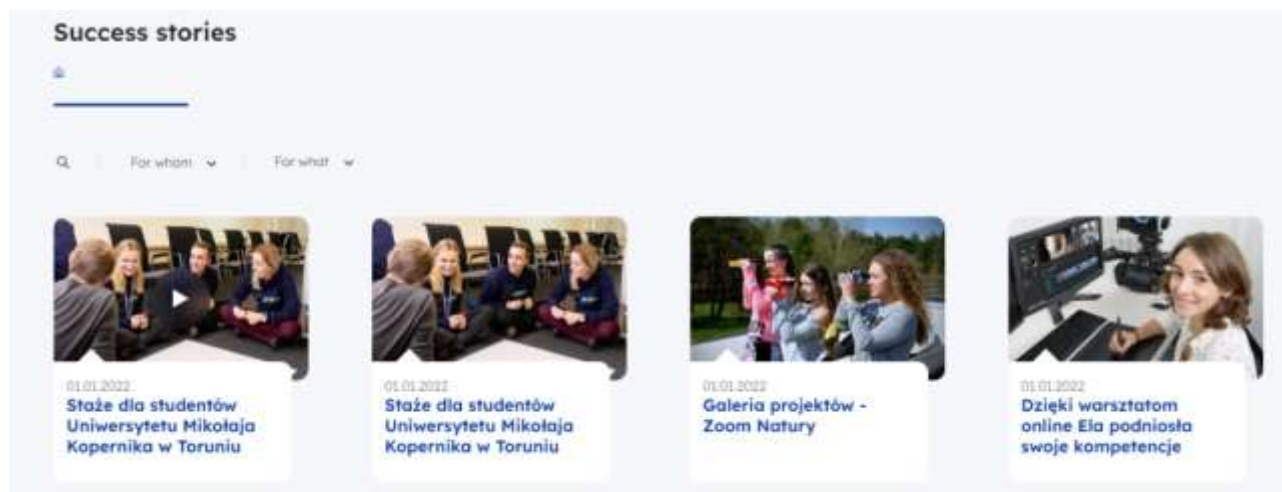 Success stories
For whom
For what
01.01.2022
Staże dla studentów
Uniwersytetu Mikołaja
Kopernika w Toruniu
01.01.2022
Staże dla studentów
Uniwersytetu Mikołaja
Kopernika w Toruniu
01.01.2022
Galeria projektów -
Zoom Natury
01.01.2022
Dzięki warsztatom
online Ela podniosła
swoje kompetencje